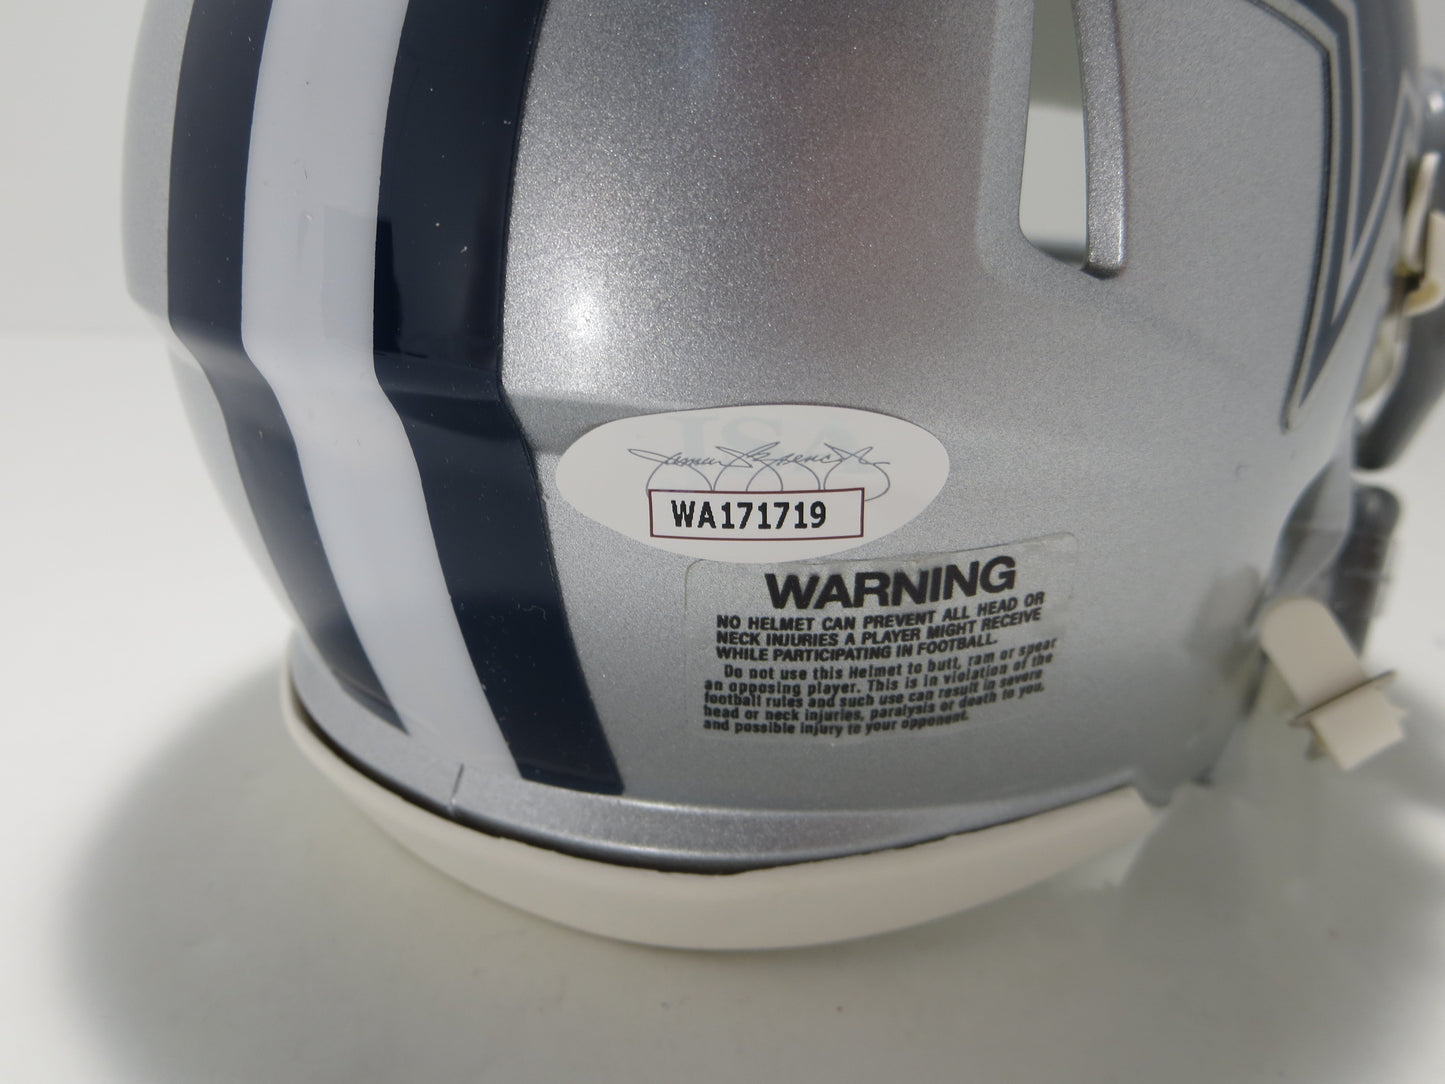 JSA
James Spence Jr
WA171719
WARNING
NO HELMET CAN PREVENT ALL HEAD OR
NECK INJURIES A PLAYER MIGHT RECEIVE
WHILE PARTICIPATING IN FOOTBALL.
Do not use this Helmet to butt, ram or spear
an opposing player. This is in violation of the
football rules and such use can result in severe
head or neck injuries, paralysis or death to you,
and possible injury to your opponent.